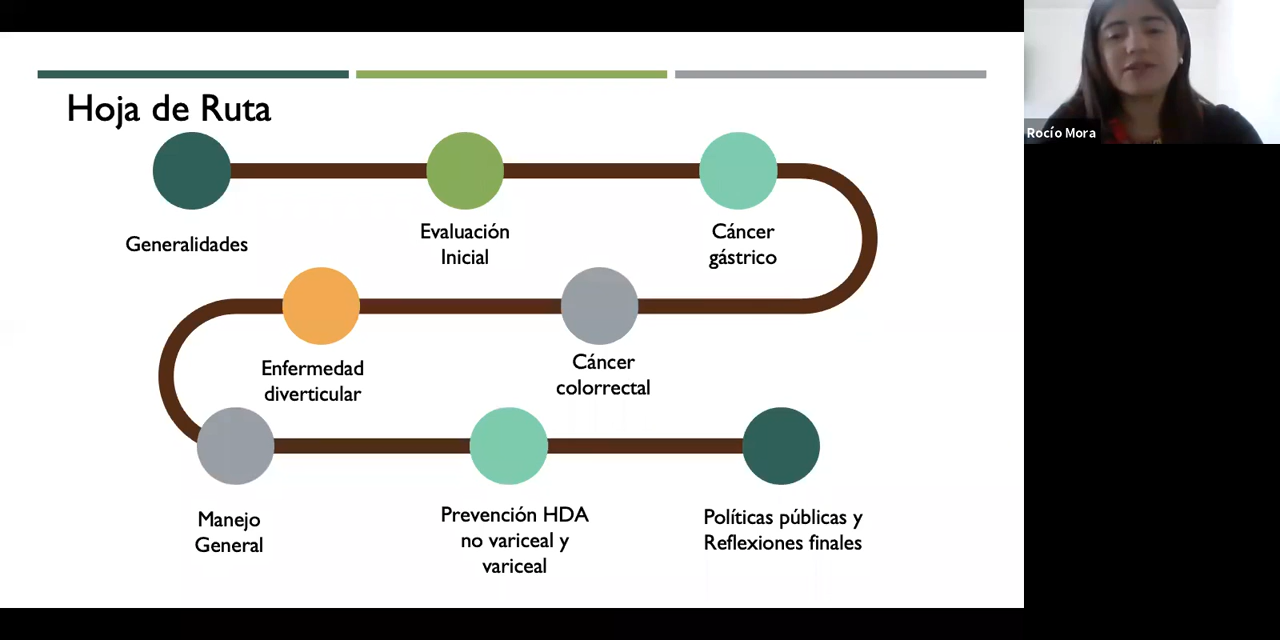 Hoja de Ruta
Rocío Mora
Generalidades
Evaluación
Inicial
Cáncer
gástrico
Enfermedad
diverticular
Cáncer
colorrectal
Manejo
General
Prevención HDA
no variceal y
variceal
Políticas públicas y
Reflexiones finales